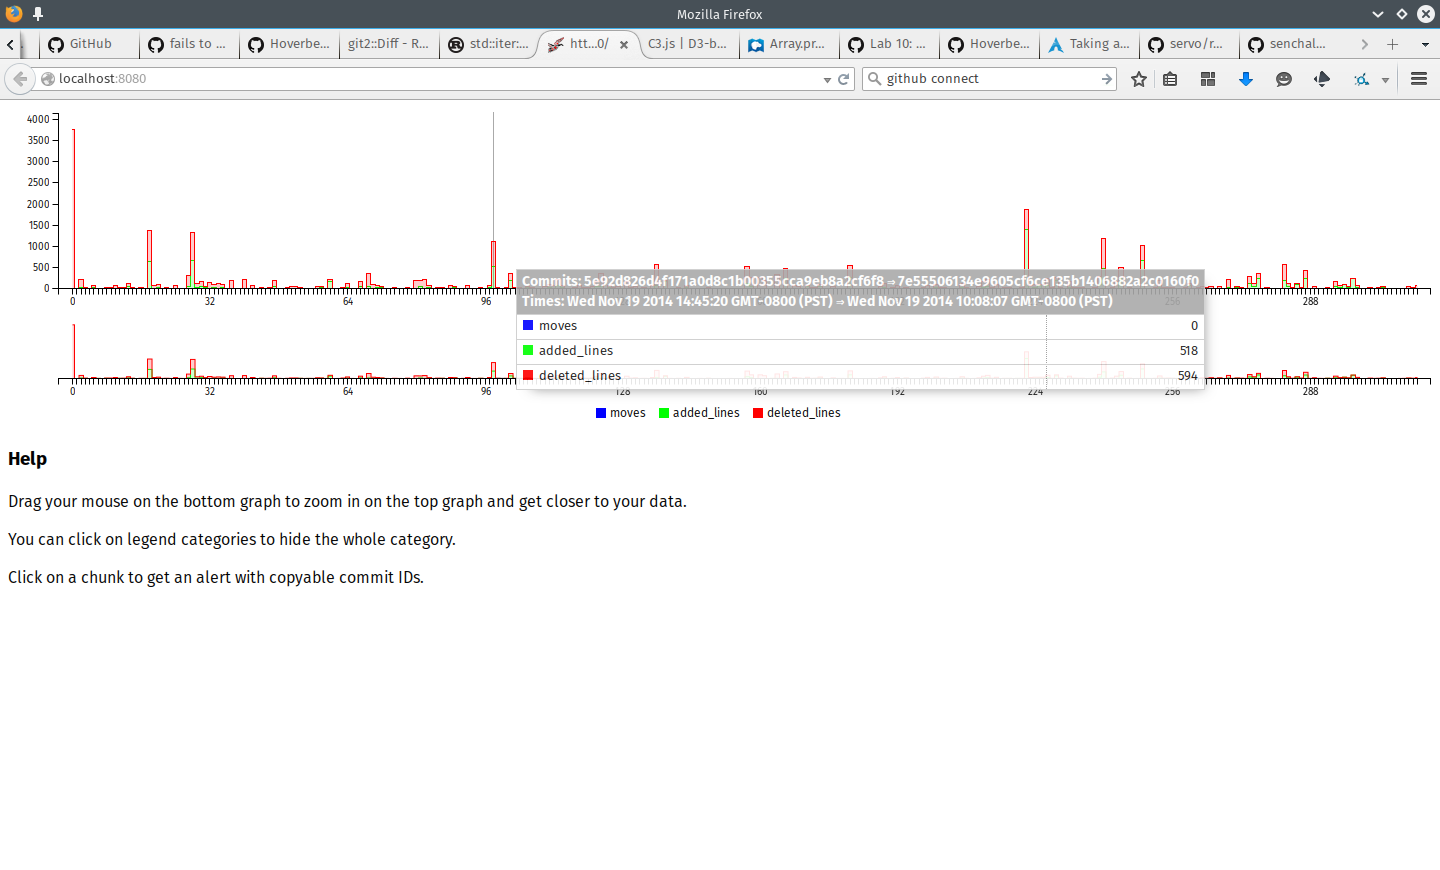 Mozilla Firefox
GitHub
fails to ...
Hoverbe...
git2::Diff - R...
std::iter:...
htt...0/
C3.js | D3-b...
Array.pr...
Lab 10: ...
Hoverbe...
Taking a...
servo/r...
senchal...
localhost:8080
github connect
4000
3500
3000
2500
2000
1500
1000
500
0
0 32 64 96 256 288
Commits: 5e92d826d4f171a0d8c1b00355cca9eb8a2cf6f8 ⇒ 7e55506134e9605cf6ce135b1406882a2c0160f0
Times: Wed Nov 19 2014 14:45:20 GMT-0800 (PST) ⇒ Wed Nov 19 2014 10:08:07 GMT-0800 (PST)
moves 0
added_lines 518
deleted_lines 594
0 32 64 96 128 160 192 224 256 288
moves added_lines deleted_lines
Help
Drag your mouse on the bottom graph to zoom in on the top graph and get closer to your data.
You can click on legend categories to hide the whole category.
Click on a chunk to get an alert with copyable commit IDs.